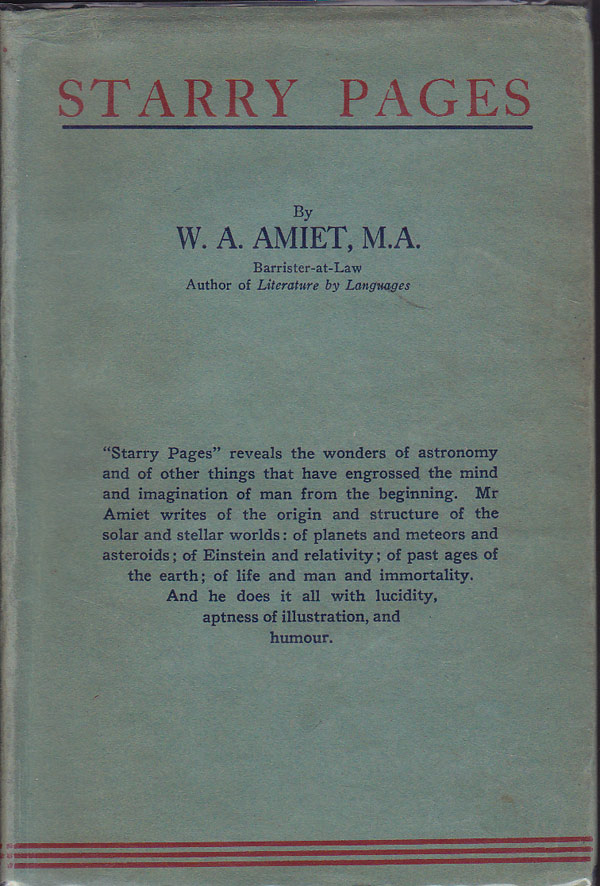 STARRY PAGES
By
W. A. AMIET, M.A.
Barrister-at-Law
Author of Literature by Languages
"Starry Pages" reveals the wonders of astronomy
and of other things that have engrossed the mind
and imagination of man from the beginning. Mr
Amiet writes of the origin and structure of the
solar and stellar worlds: of planets and meteors and
asteroids; of Einstein and relativity; of past ages of
the earth; of life and man and immortality.
And he does it all with lucidity,
aptness of illustration, and
humour.